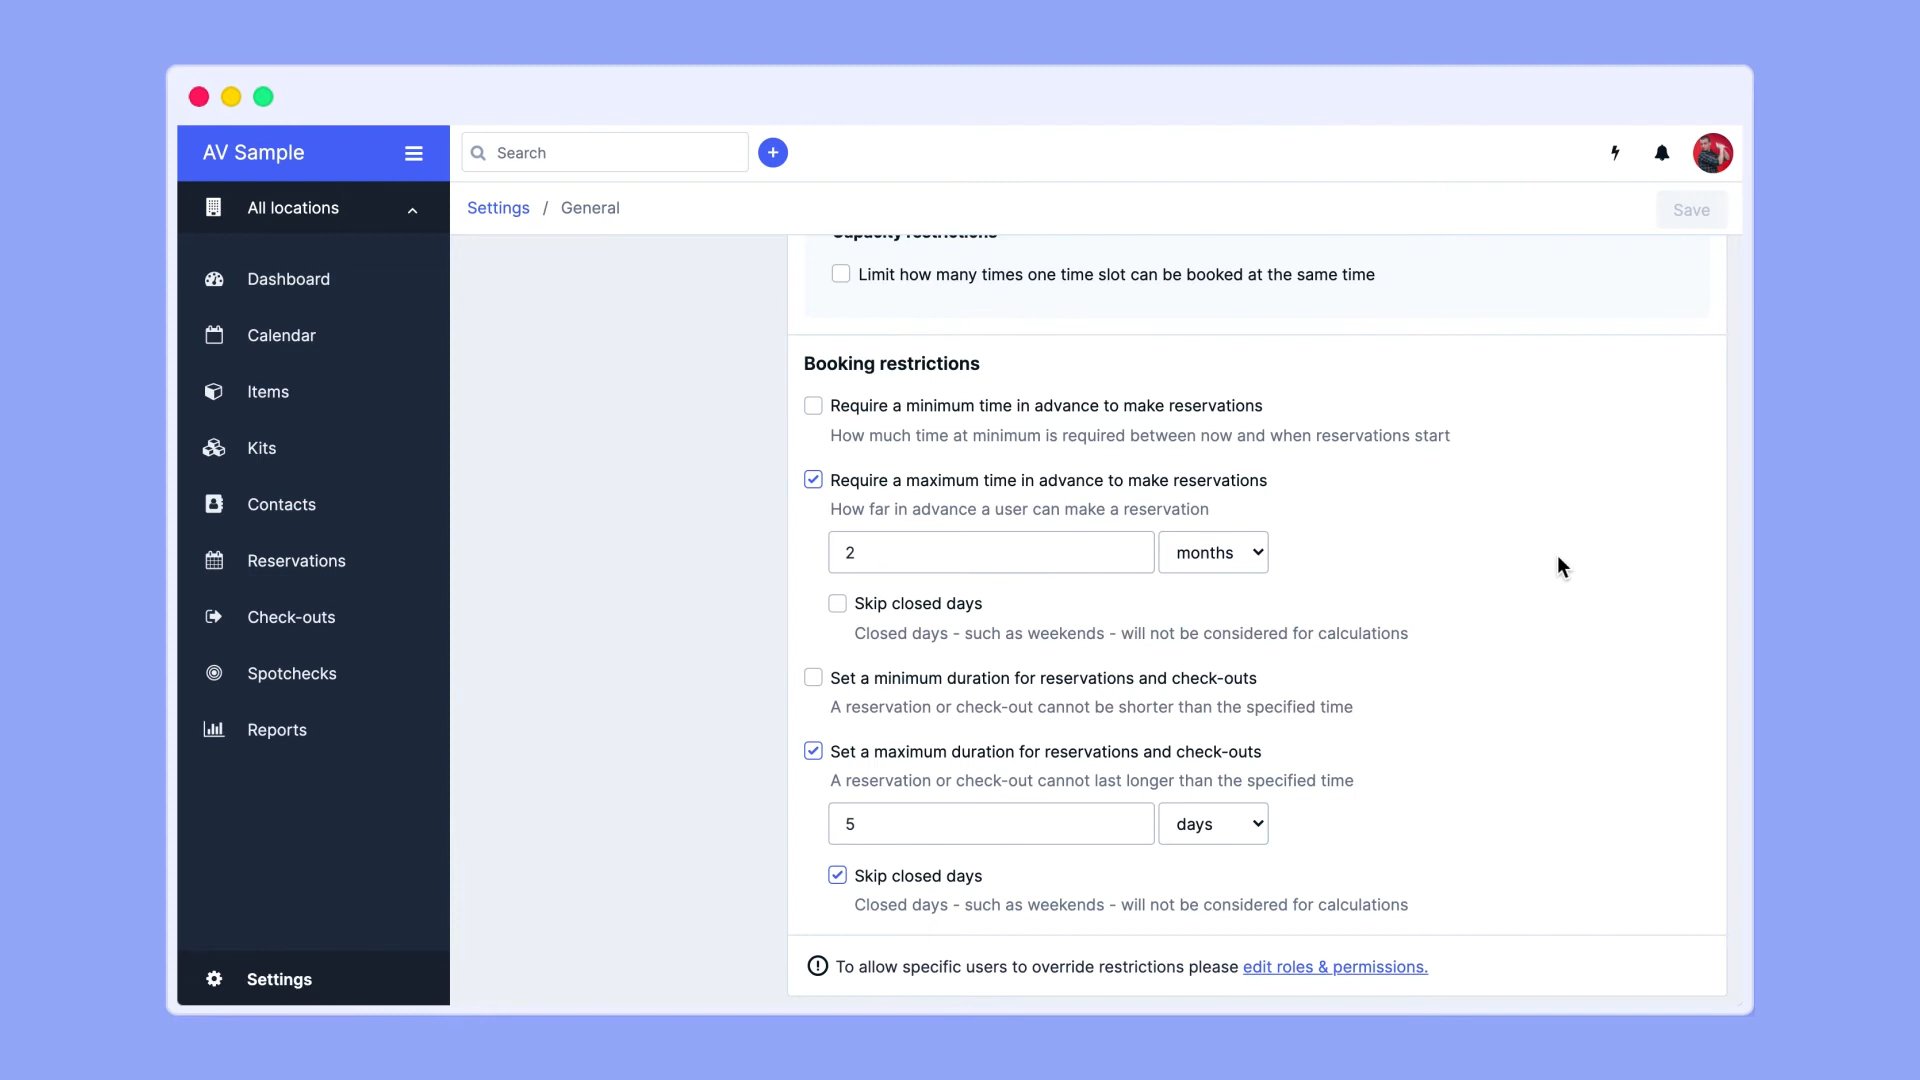 AV Sample
Search
All locations
Settings / General
Save
Dashboard
Calendar
Items
Kits
Contacts
Reservations
Check-outs
Spotchecks
Reports
Settings
Capacity restrictions
Limit how many times one time slot can be booked at the same time
Booking restrictions
Require a minimum time in advance to make reservations
How much time at minimum is required between now and when reservations start
Require a maximum time in advance to make reservations
How far in advance a user can make a reservation
2 months
Skip closed days
Closed days - such as weekends - will not be considered for calculations
Set a minimum duration for reservations and check-outs
A reservation or check-out cannot be shorter than the specified time
Set a maximum duration for reservations and check-outs
A reservation or check-out cannot last longer than the specified time
5 days
Skip closed days
Closed days - such as weekends - will not be considered for calculations
To allow specific users to override restrictions please edit roles & permissions.